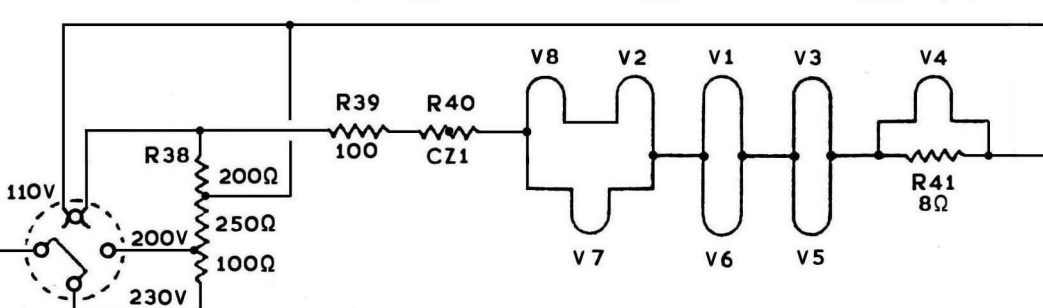 V8 V2 V1 V3 V4
R39 R40
R38 100 CZ1
200Ω R41
110V 8Ω
250Ω
200V V7 V6 V5
100Ω
230V